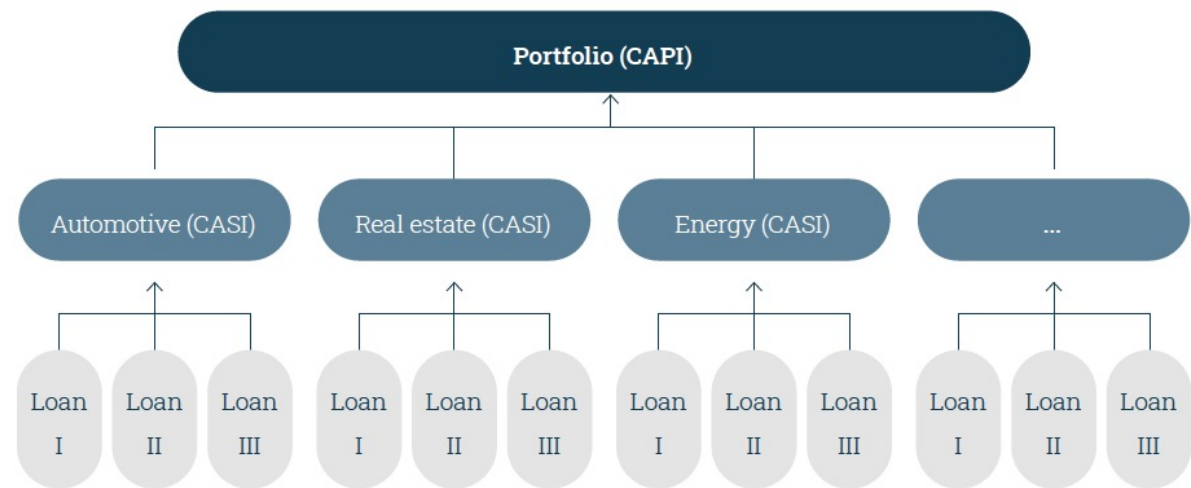 Portfolio (CAPI)
Automotive (CASI)
Real estate (CASI)
Energy (CASI)
...
Loan
I
Loan
II
Loan
III
Loan
I
Loan
II
Loan
III
Loan
I
Loan
II
Loan
III
Loan
I
Loan
II
Loan
III